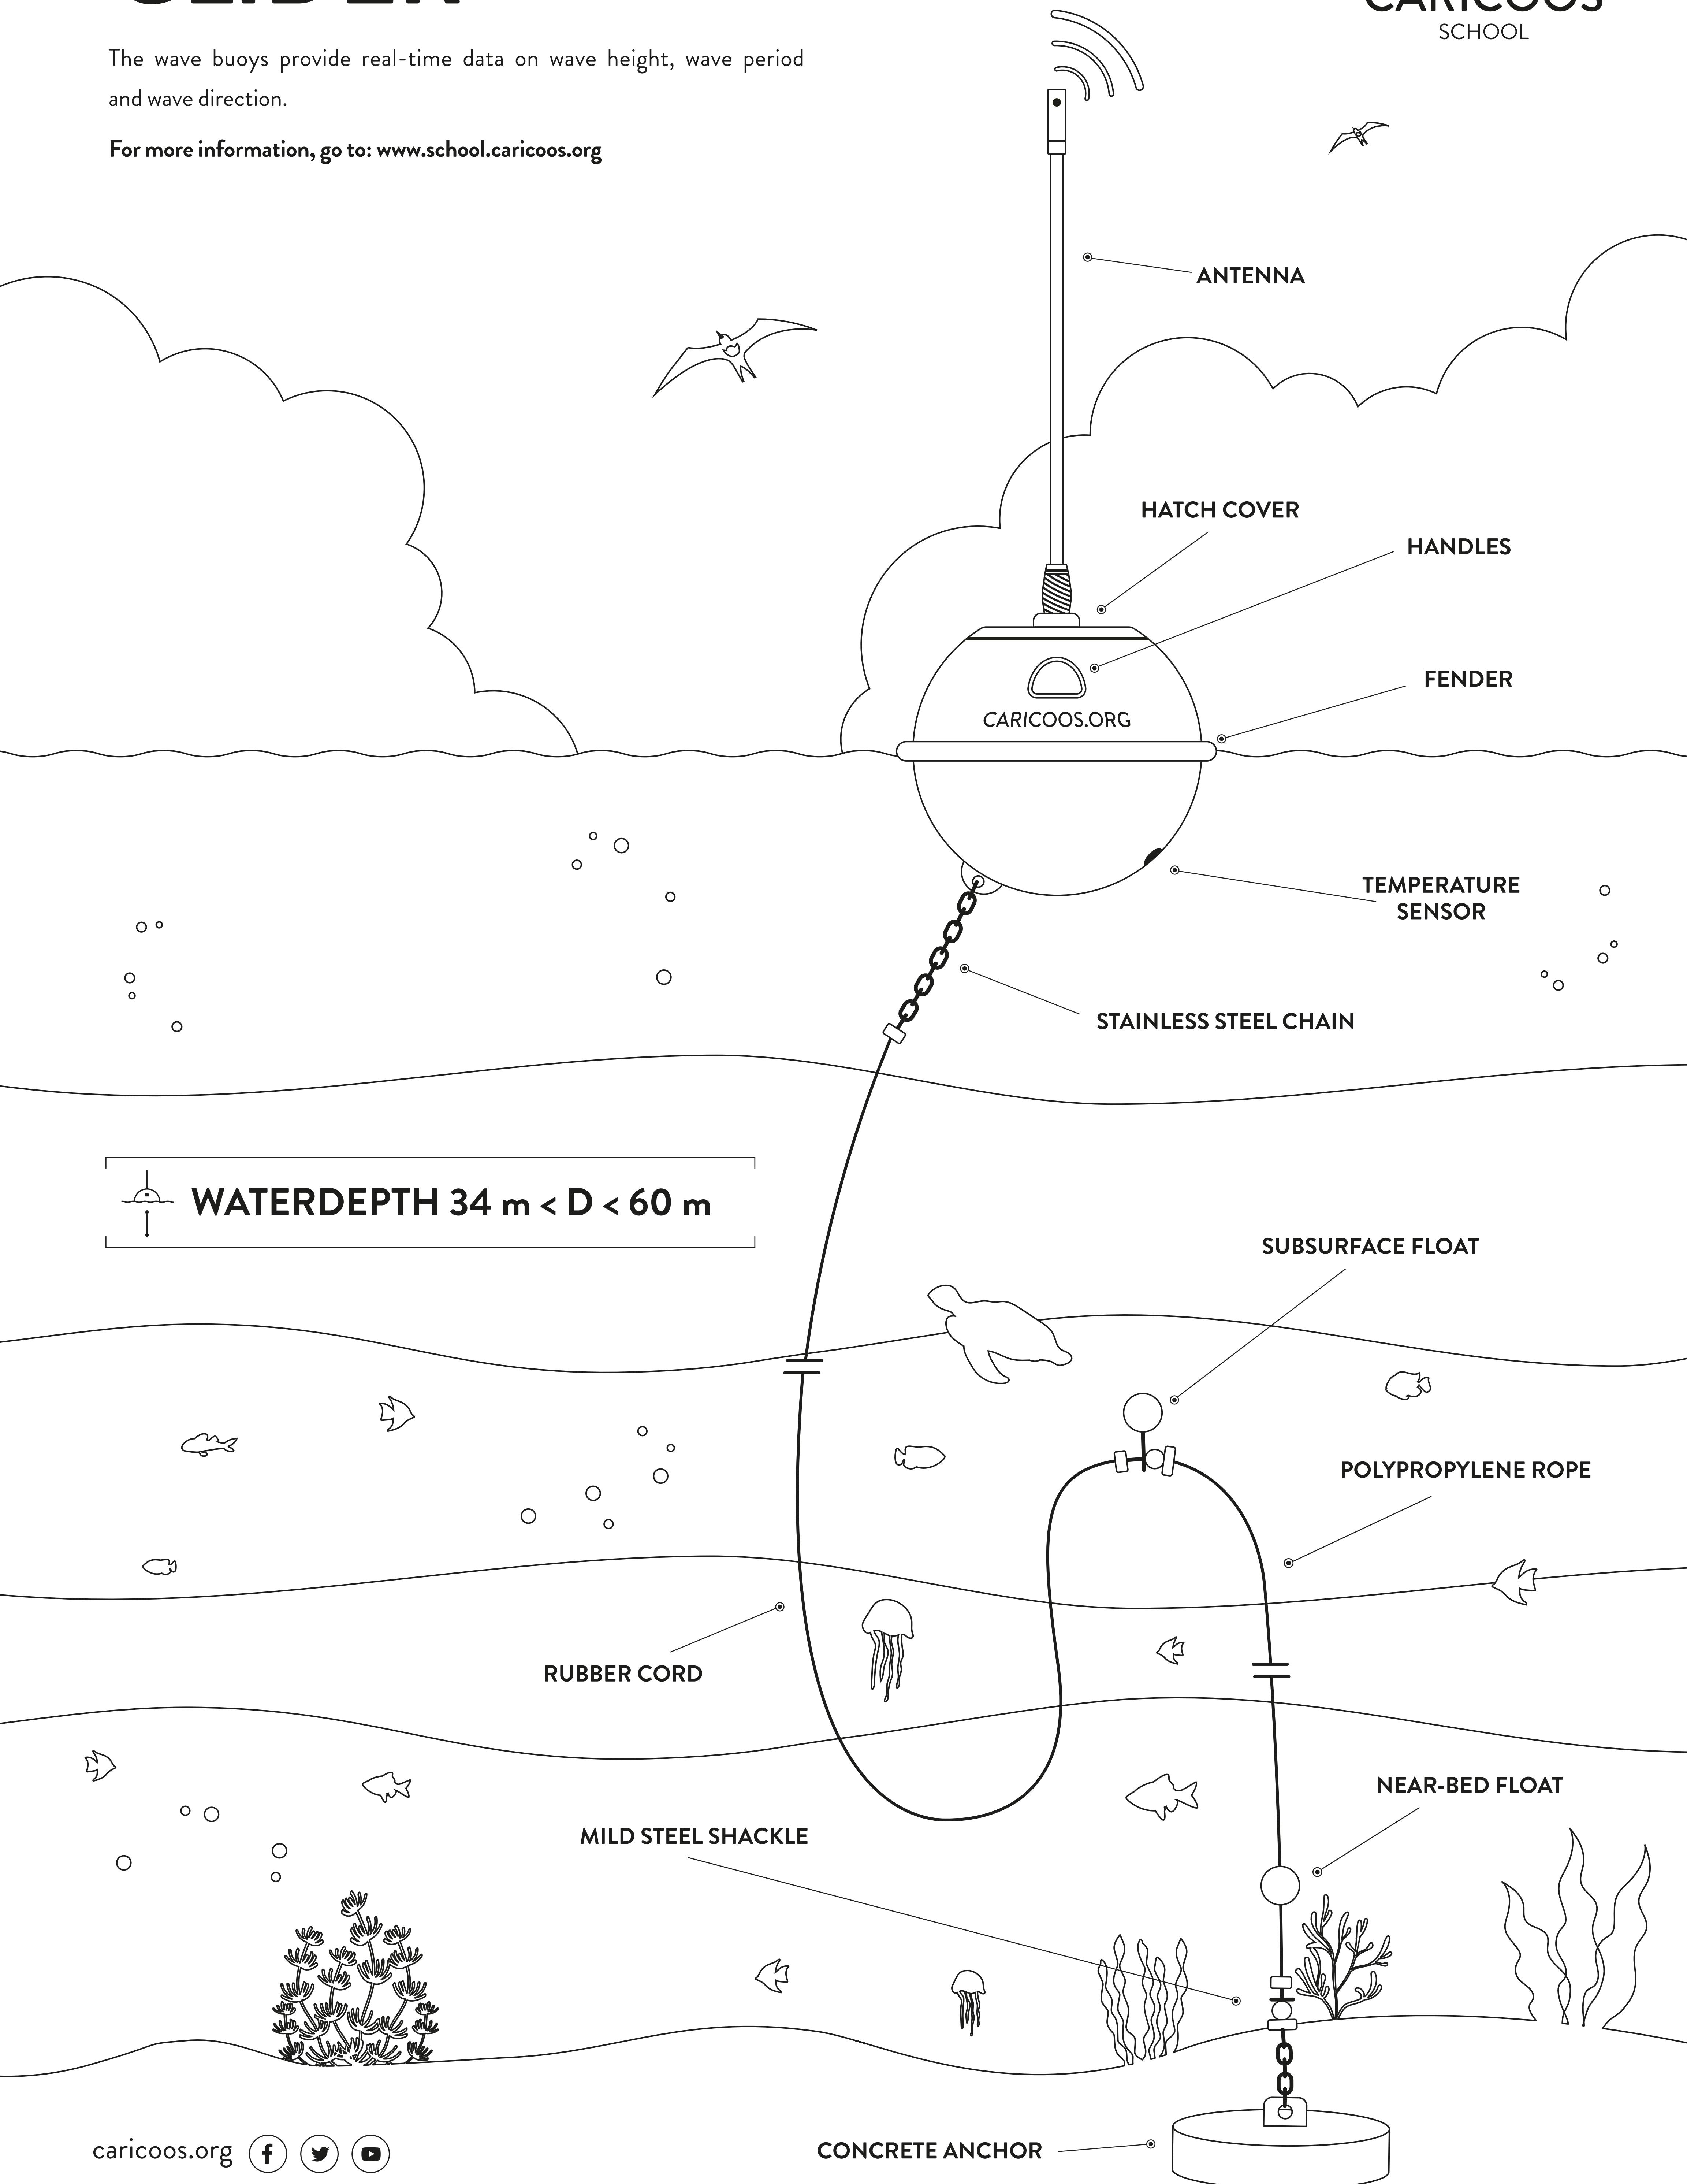 CARICOOS
SCHOOL
The wave buoys provide real-time data on wave height, wave period
and wave direction.
For more information, go to: www.school.caricoos.org
ANTENNA
HATCH COVER
HANDLES
FENDER
CARICOOS.ORG
TEMPERATURE
SENSOR
STAINLESS STEEL CHAIN
WATERDEPTH 34 m < D < 60 m
SUBSURFACE FLOAT
POLYPROPYLENE ROPE
RUBBER CORD
NEAR-BED FLOAT
MILD STEEL SHACKLE
caricoos.org
CONCRETE ANCHOR